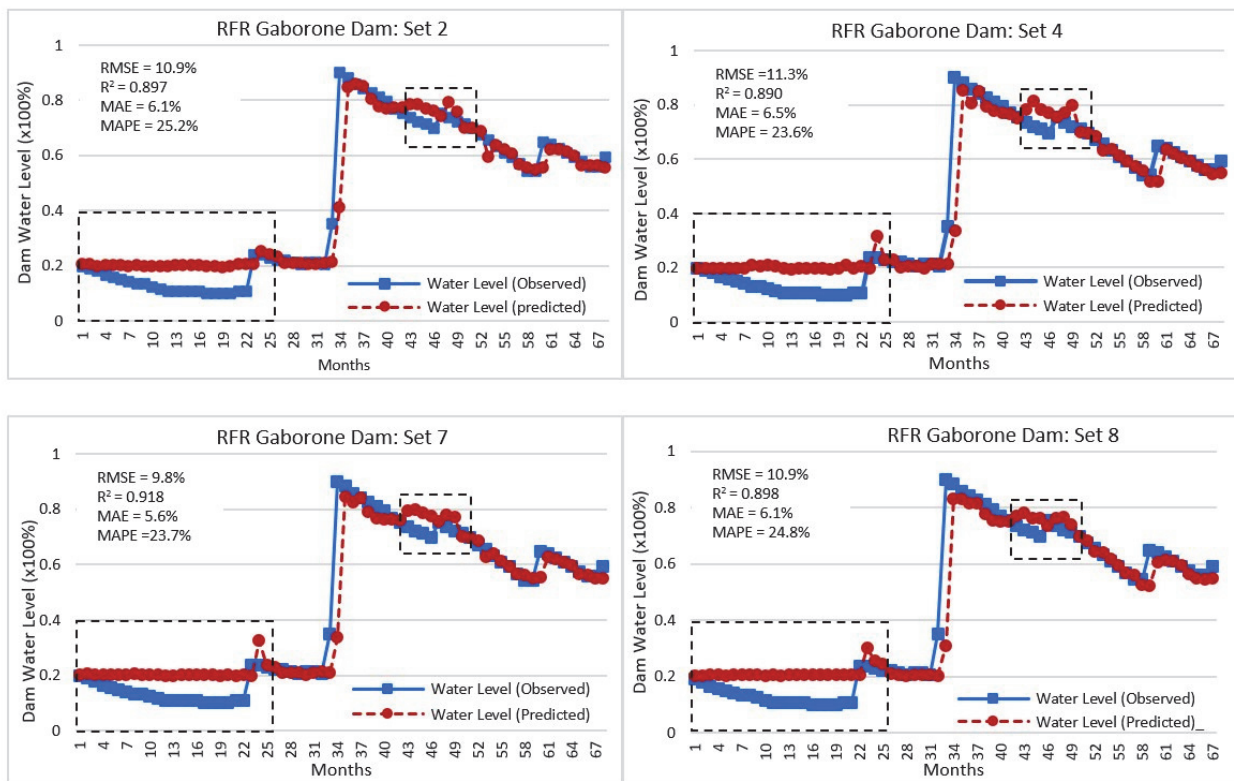 RFR Gaborone Dam: Set 2
RMSE = 10.9%
R² = 0.897
MAE = 6.1%
MAPE = 25.2%
Dam Water Level (x100%)
1
0.8
0.6
0.4
0.2
0
Water Level (Observed)
Water Level (predicted)
1 4 7 10 13 16 19 22 25 28 31 34 37 40 43 46 49 52 55 58 61 64 67
Months
RFR Gaborone Dam: Set 4
RMSE =11.3%
R² = 0.890
MAE = 6.5%
MAPE = 23.6%
Dam Water Level (x100%)
1
0.8
0.6
0.4
0.2
0
Water Level (Observed)
Water Level (Predicted)
1 4 7 10 13 16 19 22 25 28 31 34 37 40 43 46 49 52 55 58 61 64 67
Months
RFR Gaborone Dam: Set 7
RMSE = 9.8%
R² = 0.918
MAE = 5.6%
MAPE =23.7%
Dam Water Level (x100%)
1
0.8
0.6
0.4
0.2
0
Water Level (Observed)
Water Level (Predicted)
1 4 7 10 13 16 19 22 25 28 31 34 37 40 43 46 49 52 55 58 61 64 67
Months
RFR Gaborone Dam: Set 8
RMSE = 10.9%
R² = 0.898
MAE = 6.1%
MAPE = 24.8%
Dam Water Level (x100%)
1
0.8
0.6
0.4
0.2
0
Water Level (Observed)
Water Level (Predicted)_
1 4 7 10 13 16 19 22 25 28 31 34 37 40 43 46 49 52 55 58 61 64 67
Months